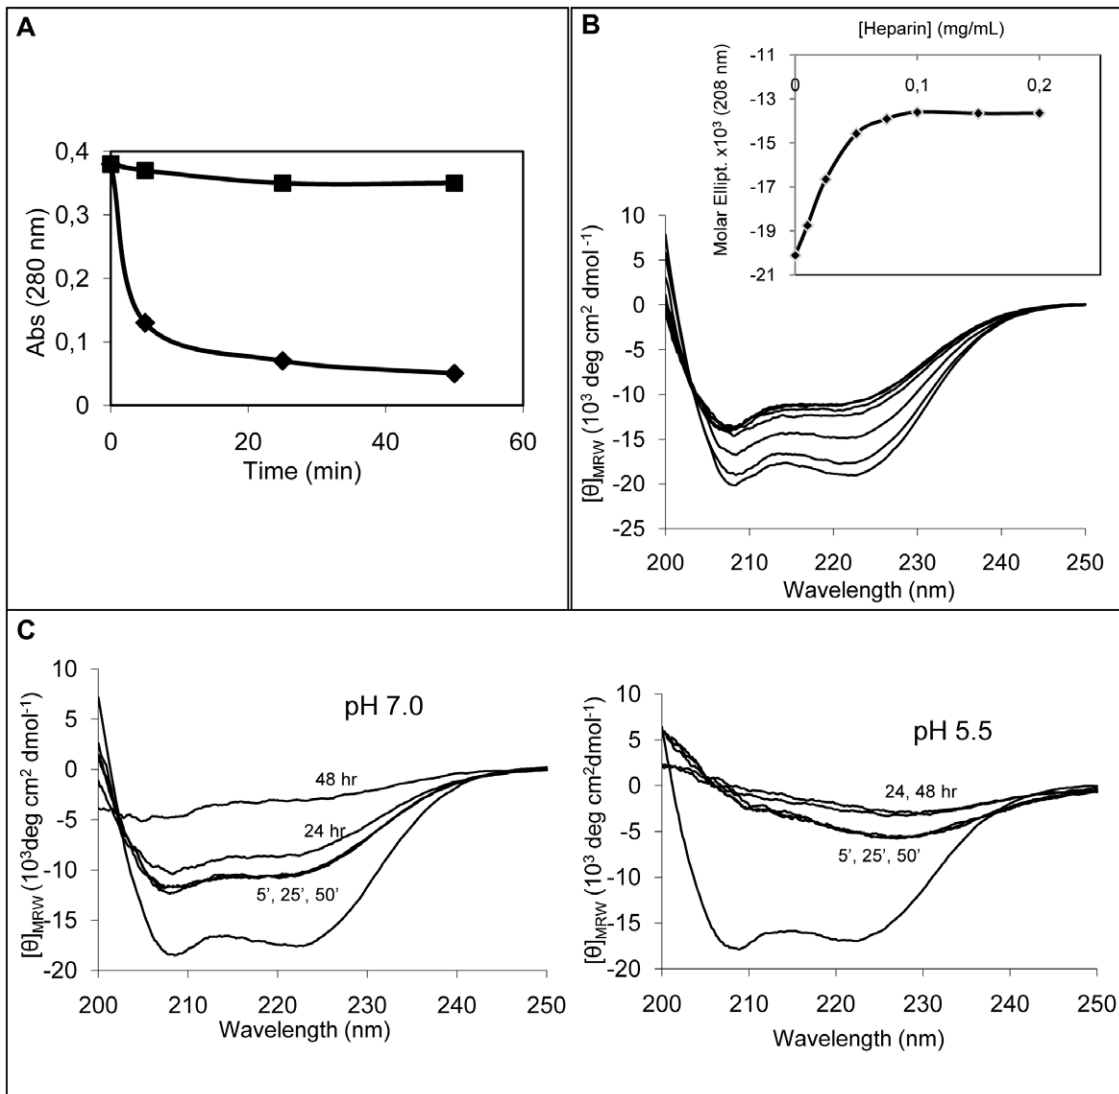 A
0,4
0,3
0,2
0,1
0
Abs (280 nm)
0 20 40 60
Time (min)
B
[Heparin] (mg/mL)
0 0,1 0,2
-11
-13
-14
-17
-19
-21
Molar Ellipt. x10³ (208 nm)
10
5
0
-5
-10
-15
-20
-25
[θ]MRW (10³ deg cm² dmol⁻¹)
200 210 220 230 240 250
Wavelength (nm)
C
pH 7.0
10
5
0
-5
-10
-15
-20
[θ]MRW (10³deg cm² dmol⁻¹)
48 hr
24 hr
5’, 25’, 50’
200 210 220 230 240 250
Wavelength (nm)
pH 5.5
10
5
0
-5
-10
-15
-20
[θ]MRW (10³ deg cm²dmol⁻¹)
24, 48 hr
5’, 25’, 50’
200 210 220 230 240 250
Wavelength (nm)